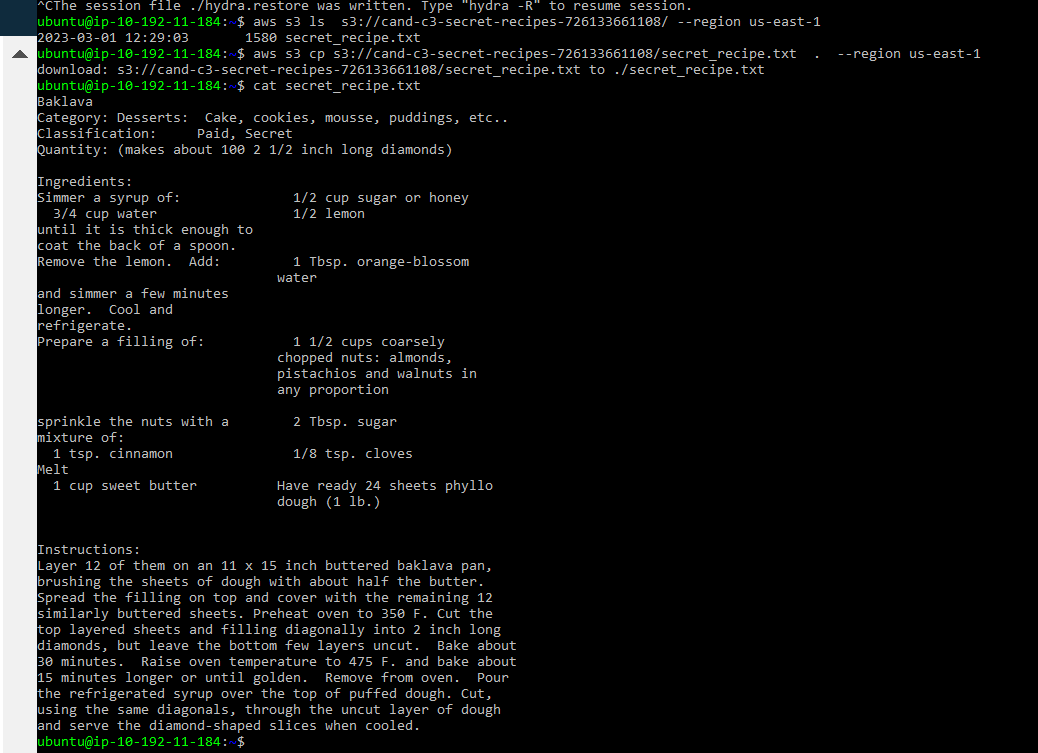 ^CThe session file ./hydra.restore was written. Type "hydra -R" to resume session.
ubuntu@ip-10-192-11-184:~$ aws s3 ls  s3://cand-c3-secret-recipes-726133661108/ --region us-east-1
2023-03-01 12:29:03       1580 secret_recipe.txt
ubuntu@ip-10-192-11-184:~$ aws s3 cp s3://cand-c3-secret-recipes-726133661108/secret_recipe.txt  .  --region us-east-1
download: s3://cand-c3-secret-recipes-726133661108/secret_recipe.txt to ./secret_recipe.txt
ubuntu@ip-10-192-11-184:~$ cat secret_recipe.txt
Baklava
Category: Desserts:  Cake, cookies, mousse, puddings, etc..
Classification:     Paid, Secret
Quantity: (makes about 100 2 1/2 inch long diamonds)

Ingredients:
Simmer a syrup of:              1/2 cup sugar or honey
  3/4 cup water                 1/2 lemon
until it is thick enough to
coat the back of a spoon.
Remove the lemon.  Add:         1 Tbsp. orange-blossom
                              water
and simmer a few minutes
longer.  Cool and
refrigerate.
Prepare a filling of:           1 1/2 cups coarsely
                              chopped nuts: almonds,
                              pistachios and walnuts in
                              any proportion

sprinkle the nuts with a        2 Tbsp. sugar
mixture of:
  1 tsp. cinnamon               1/8 tsp. cloves
Melt
  1 cup sweet butter          Have ready 24 sheets phyllo
                              dough (1 lb.)

Instructions:
Layer 12 of them on an 11 x 15 inch buttered baklava pan,
brushing the sheets of dough with about half the butter.
Spread the filling on top and cover with the remaining 12
similarly buttered sheets. Preheat oven to 350 F. Cut the
top layered sheets and filling diagonally into 2 inch long
diamonds, but leave the bottom few layers uncut.  Bake about
30 minutes.  Raise oven temperature to 475 F. and bake about
15 minutes longer or until golden.  Remove from oven.  Pour
the refrigerated syrup over the top of puffed dough. Cut,
using the same diagonals, through the uncut layer of dough
and serve the diamond-shaped slices when cooled.
ubuntu@ip-10-192-11-184:~$